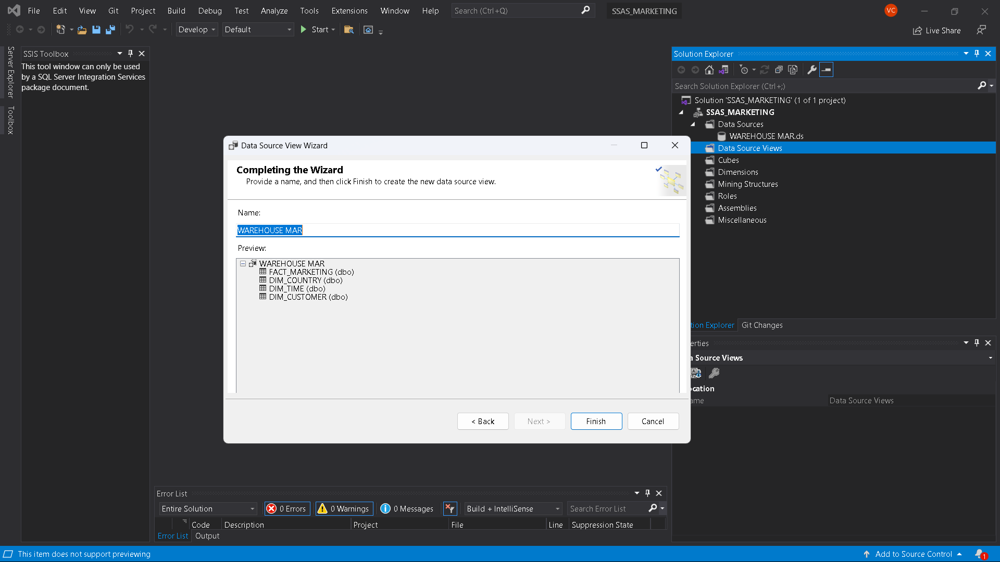 File Edit View Git Project Build Debug Test Analyze Tools Extensions Window Help Search (Ctrl+Q) SSAS_MARKETING VC
Develop Default Start Live Share
Server Explorer
Toolbox
SSIS Toolbox
This tool window can only be used
by a SQL Server Integration Services
package document.
Data Source View Wizard
Completing the Wizard
Provide a name, and then click Finish to create the new data source view.
Name:
WAREHOUSE MAR
Preview:
WAREHOUSE MAR
FACT_MARKETING (dbo)
DIM_COUNTRY (dbo)
DIM_TIME (dbo)
DIM_CUSTOMER (dbo)
< Back Next > Finish Cancel
Solution Explorer
Search Solution Explorer (Ctrl+;)
Solution 'SSAS_MARKETING' (1 of 1 project)
SSAS_MARKETING
Data Sources
WAREHOUSE MAR.ds
Data Source Views
Cubes
Dimensions
Mining Structures
Roles
Assemblies
Miscellaneous
tion Explorer Git Changes
erties
a Source Views
ocation
ame Data Source Views
Error List
Entire Solution 0 Errors 0 Warnings 0 Messages Build + IntelliSense Search Error List
Code Description Project File Line Suppression State
Error List Output
This item does not support previewing Add to Source Control 1